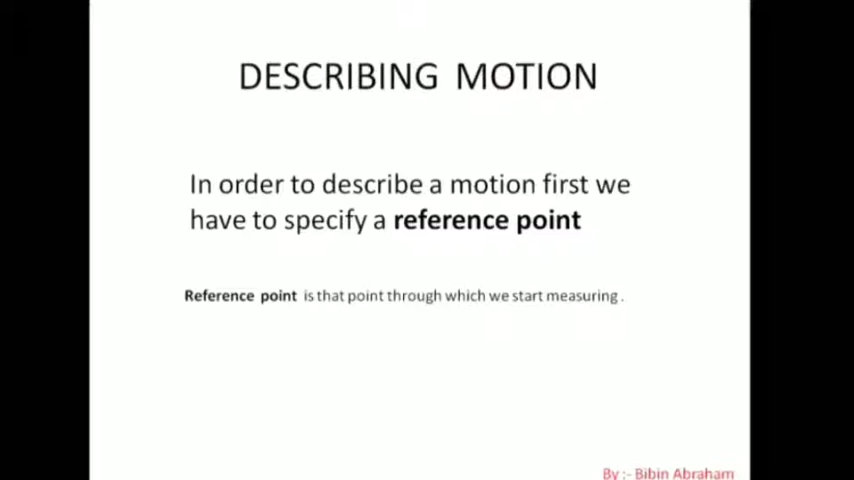 DESCRIBING MOTION
In order to describe a motion first we
have to specify a reference point
Reference point is that point through which we start measuring .
By :- Bibin Abraham